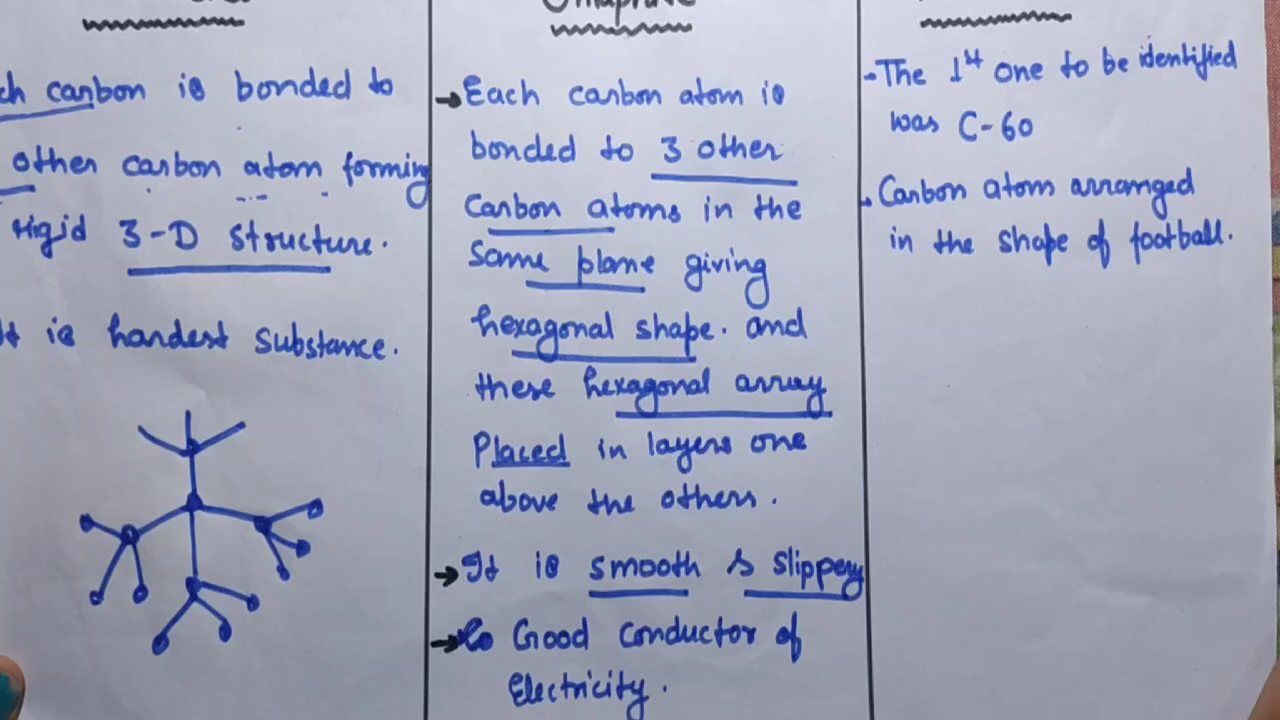 ch carbon is bonded to
other carbon atom forming
rigid 3-D structure.
It is hardest substance.
Graphite
→ Each carbon atom is
bonded to 3 other
Carbon atoms in the
Same plane giving
hexagonal shape. and
these hexagonal array
Placed in layers one
above the others.
→ It is smooth & slippery
→ Good conductor of
Electricity.
- The 1st one to be identified
was C-60
. Carbon atom arranged
in the shape of football.